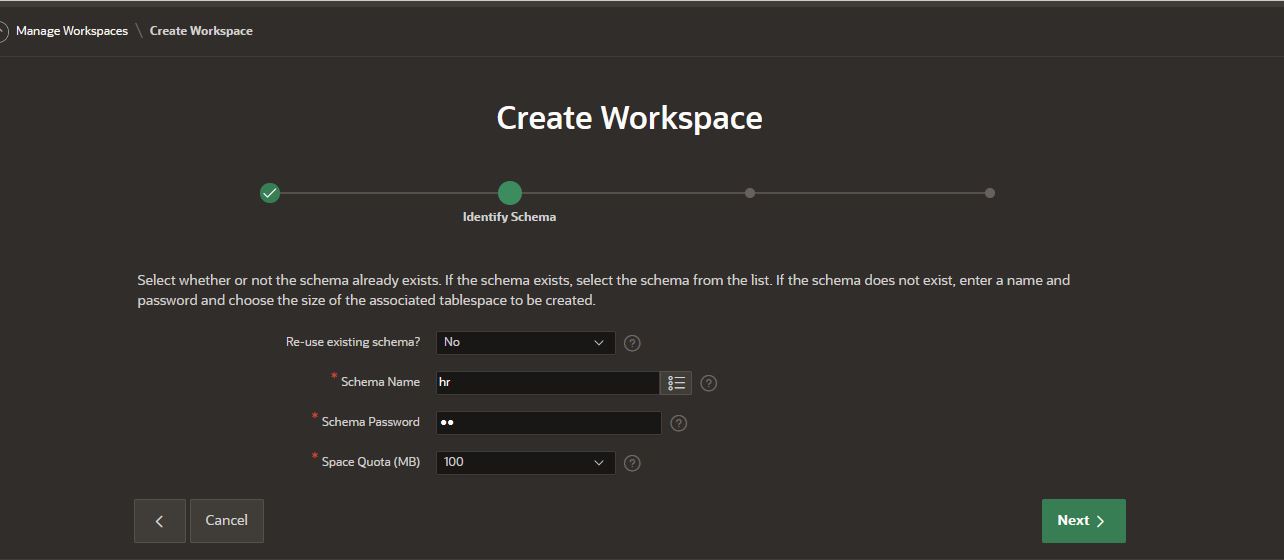 Manage Workspaces \ Create Workspace
Create Workspace
Identify Schema
Select whether or not the schema already exists. If the schema exists, select the schema from the list. If the schema does not exist, enter a name and
password and choose the size of the associated tablespace to be created.
Re-use existing schema? No ?
* Schema Name hr ?
* Schema Password •• ?
* Space Quota (MB) 100 ?
Cancel Next